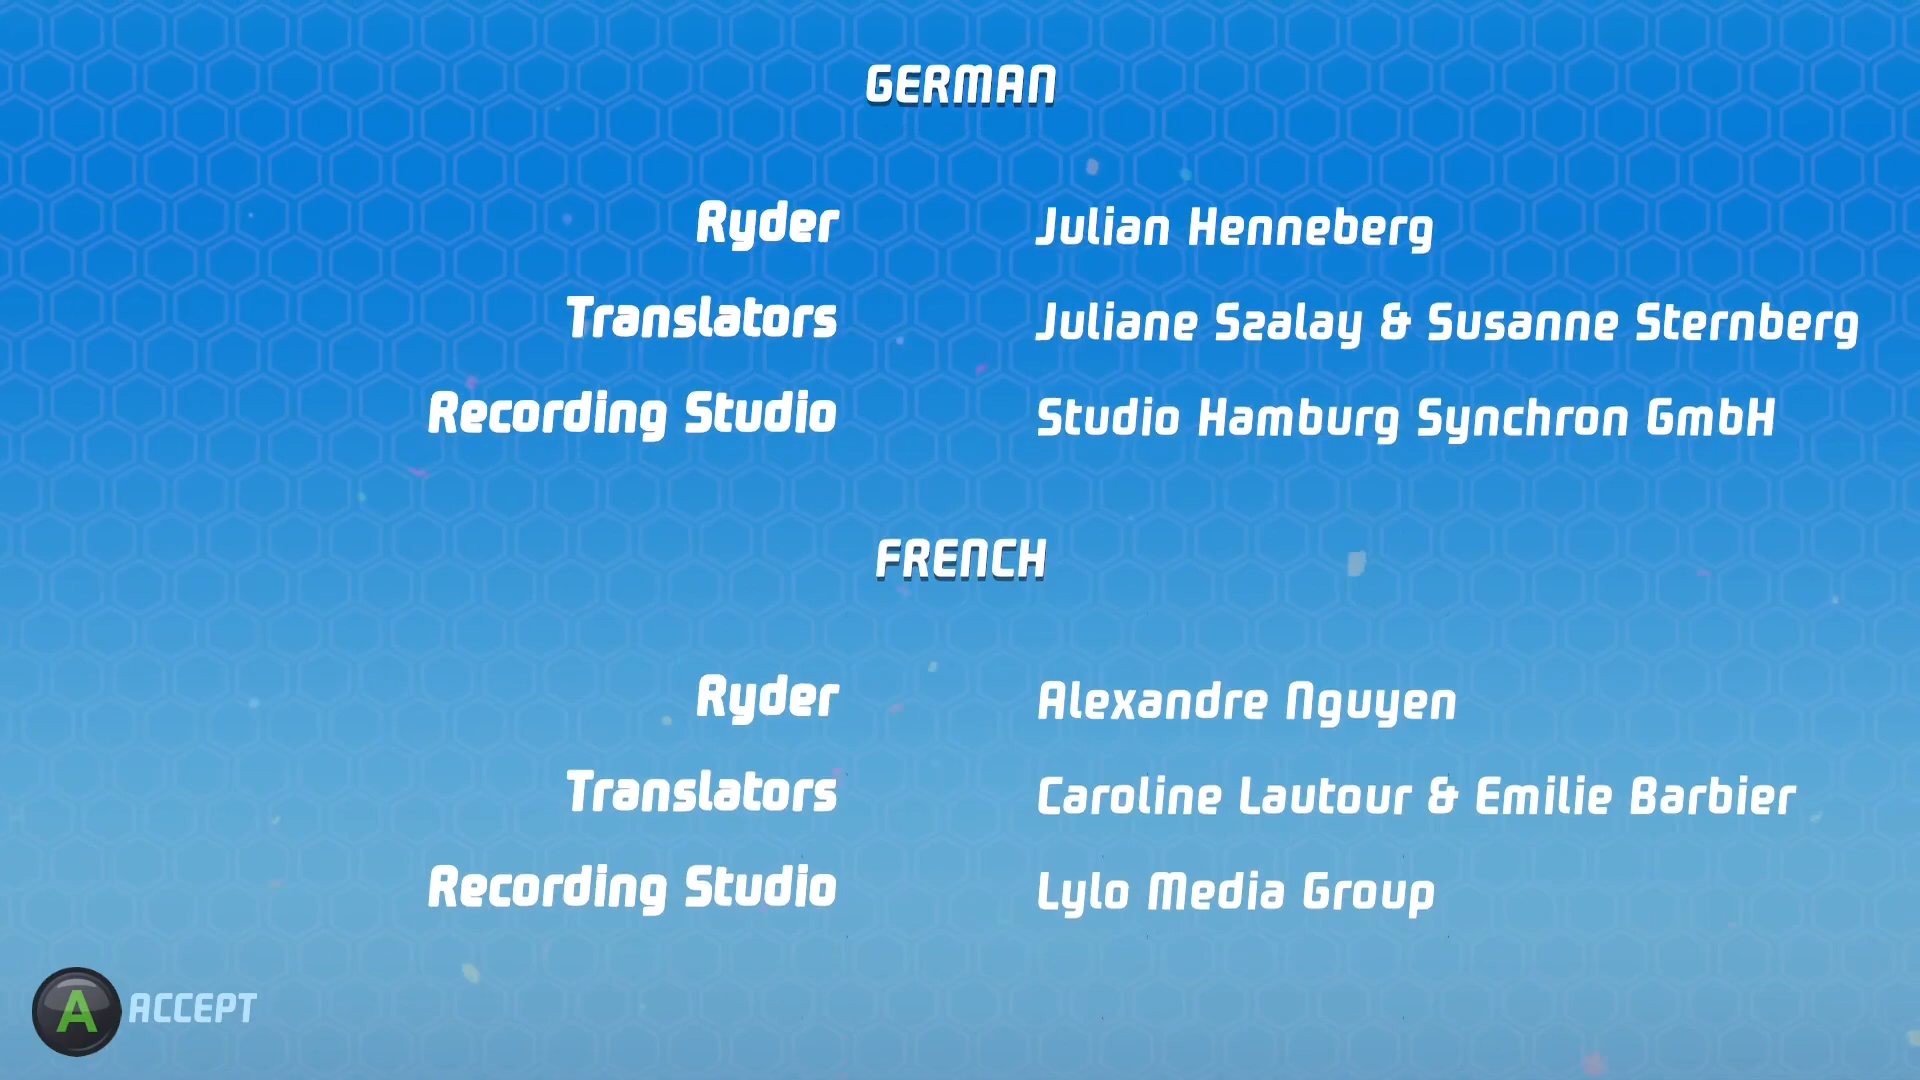 GERMAN
Ryder Julian Henneberg
Translators Juliane Szalay & Susanne Sternberg
Recording Studio Studio Hamburg Synchron GmbH
FRENCH
Ryder Alexandre Nguyen
Translators Caroline Lautour & Emilie Barbier
Recording Studio Lylo Media Group
A ACCEPT